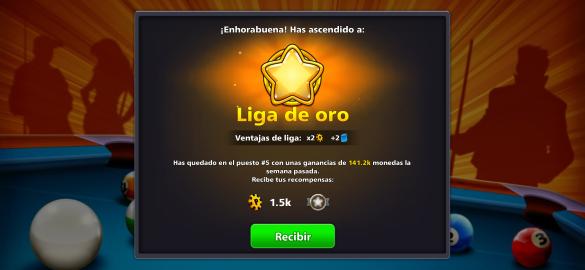 ¡Enhorabuena! Has ascendido a:
Liga de oro
Ventajas de liga: x2 +2
Has quedado en el puesto #5 con unas ganancias de 141.2k monedas la
semana pasada.
Recibe tus recompensas:
1.5k
Recibir
3